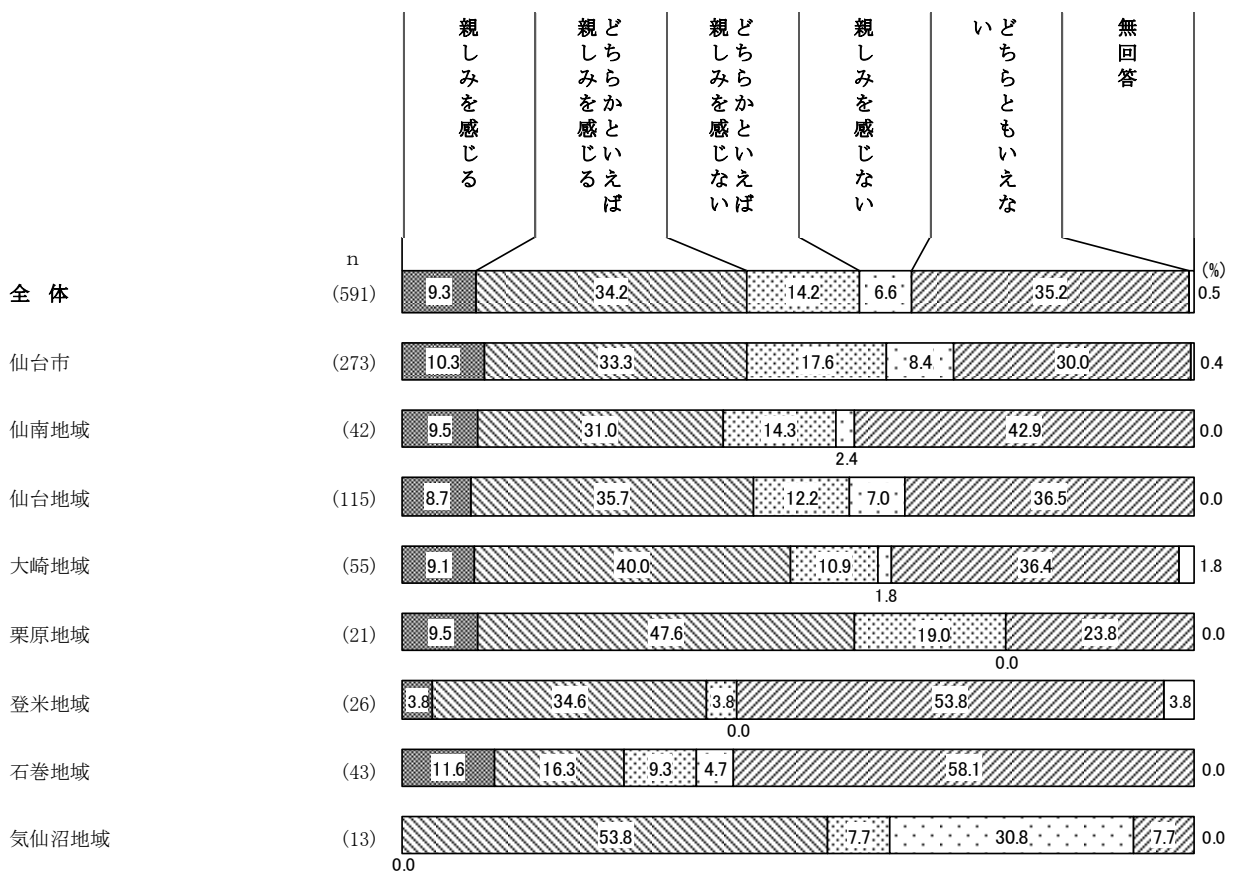 親しみを感じる
どちらかといえば
親しみを感じる
どちらかといえば
親しみを感じない
親しみを感じない
どちらともいえな
い
無回答
n
(%)
全 体 (591) 9.3 34.2 14.2 6.6 35.2 0.5
仙台市 (273) 10.3 33.3 17.6 8.4 30.0 0.4
仙南地域 (42) 9.5 31.0 14.3 42.9 0.0
2.4
仙台地域 (115) 8.7 35.7 12.2 7.0 36.5 0.0
大崎地域 (55) 9.1 40.0 10.9 36.4 1.8
1.8
栗原地域 (21) 9.5 47.6 19.0 23.8 0.0
0.0
登米地域 (26) 3.8 34.6 3.8 53.8 3.8
0.0
石巻地域 (43) 11.6 16.3 9.3 4.7 58.1 0.0
気仙沼地域 (13) 53.8 7.7 30.8 7.7 0.0
0.0